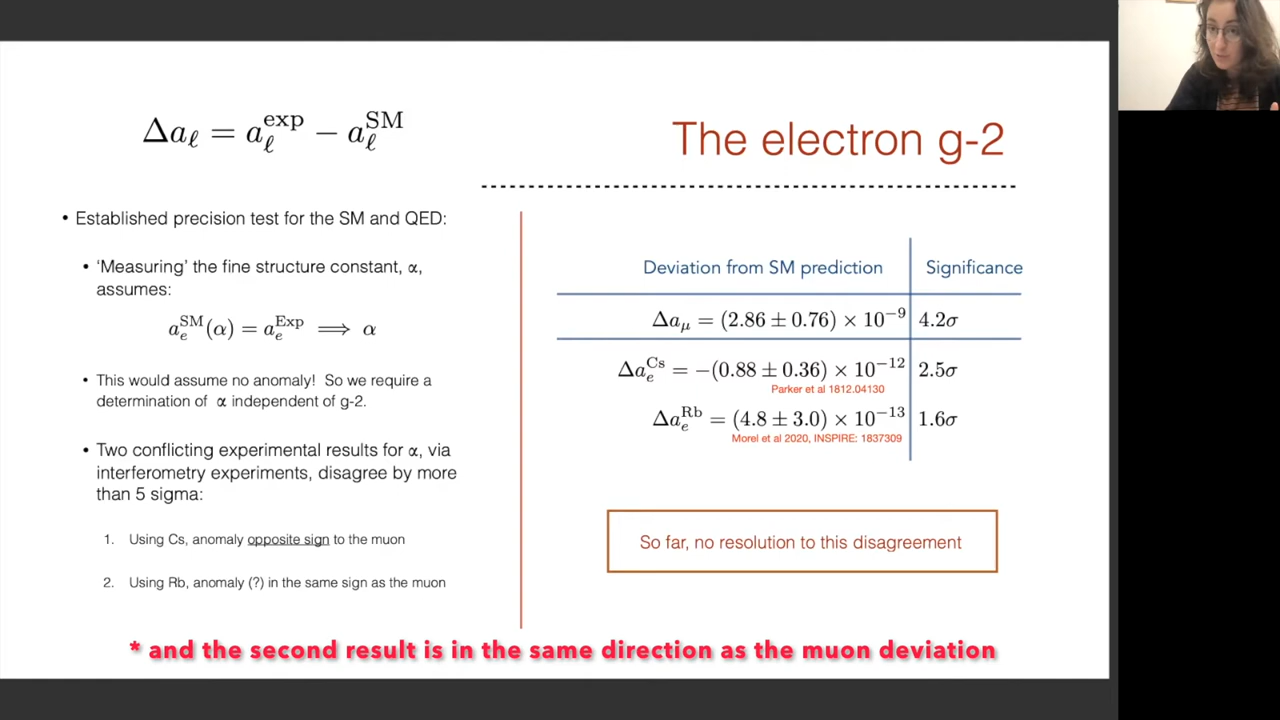 Δaℓ = aℓ^exp − aℓ^SM
The electron g-2
• Established precision test for the SM and QED:
• ‘Measuring’ the fine structure constant, α,
assumes:
a_e^SM(α) = a_e^Exp ⟹ α
• This would assume no anomaly! So we require a
determination of α independent of g-2.
• Two conflicting experimental results for α, via
interferometry experiments, disagree by more
than 5 sigma:
1. Using Cs, anomaly opposite sign to the muon
2. Using Rb, anomaly (?) in the same sign as the muon
Deviation from SM prediction Significance
Δa_μ = (2.86 ± 0.76) × 10^−9 4.2σ
Δa_e^Cs = −(0.88 ± 0.36) × 10^−12 2.5σ
Parker et al 1812.04130
Δa_e^Rb = (4.8 ± 3.0) × 10^−13 1.6σ
Morel et al 2020, INSPIRE: 1837309
So far, no resolution to this disagreement
* and the second result is in the same direction as the muon deviation